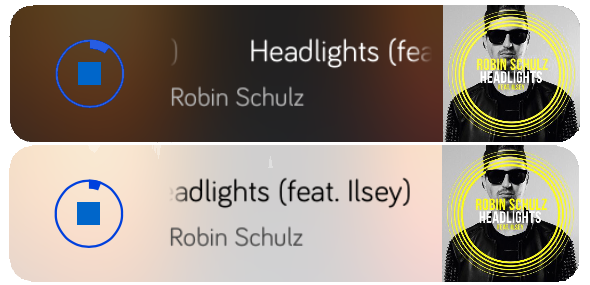 ) Headlights (fea
Robin Schulz
ROBIN SCHULZ
HEADLIGHTS
FEAT. ILSEY
eadlights (feat. Ilsey)
Robin Schulz
ROBIN SCHULZ
HEADLIGHTS
FEAT. ILSEY